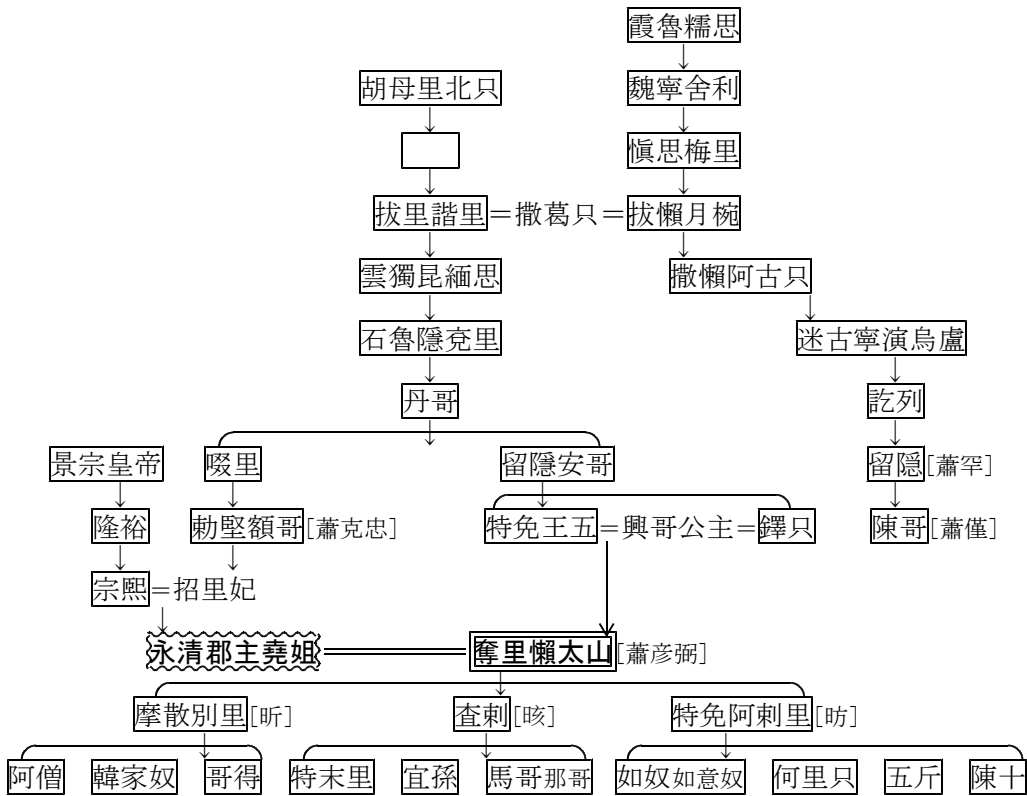 霞魯糯思
胡母里北只 魏寧舍利
愼思梅里
拔里諧里＝撒葛只＝拔懶月椀
雲獨昆緬思 撒懶阿古只
石魯隱兗里 迷古寧演烏盧
丹哥 訖列
景宗皇帝 啜里 留隱安哥 留隠[蕭罕]
隆裕 勑堅額哥[蕭克忠] 特免王五＝興哥公主＝鐸只 陳哥[蕭僅]
宗熙＝招里妃
永清郡主堯姐 奪里懶太山[蕭彦弼]
摩散別里[昕] 査剌[晐] 特免阿剌里[昉]
阿僧 韓家奴 哥得 特末里 宜孫 馬哥那哥 如奴如意奴 何里只 五斤 陳十